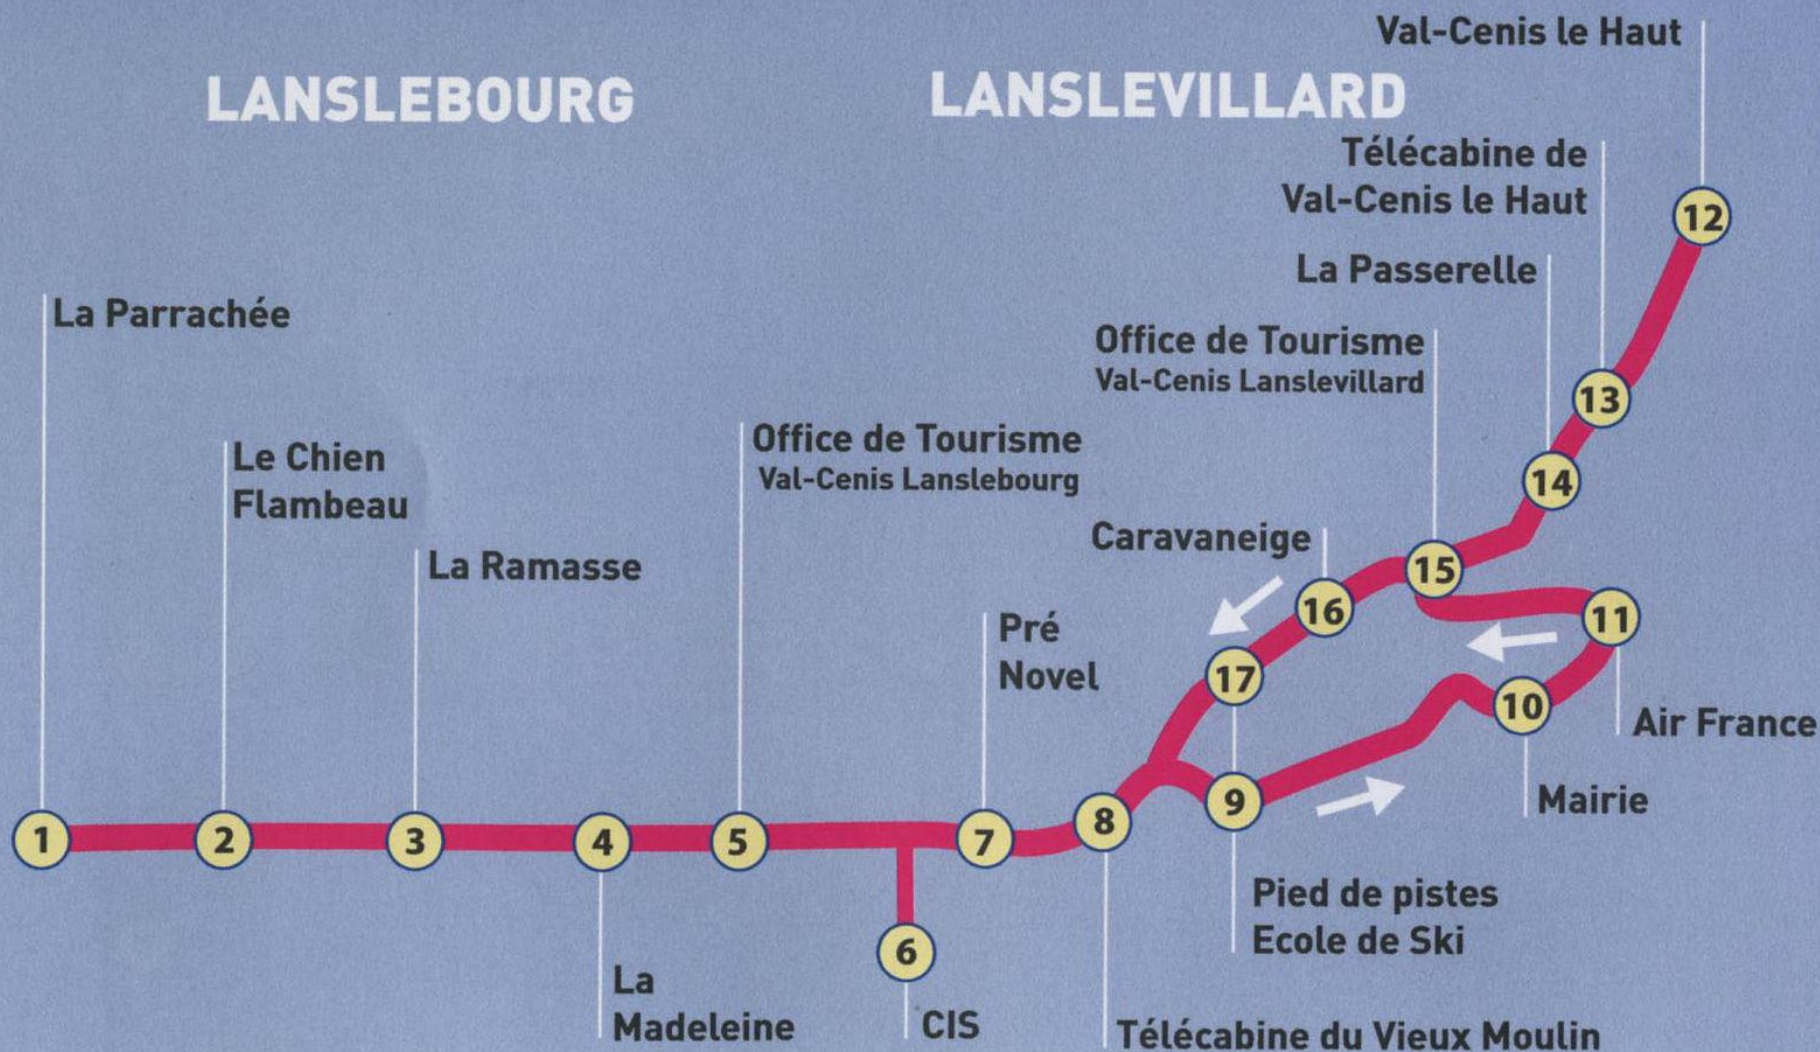 Val-Cenis le Haut
LANSLEBOURG
LANSLEVILLARD
Télécabine de
Val-Cenis le Haut
La Passerelle
La Parrachée
Office de Tourisme
Val-Cenis Lanslevillard
Le Chien
Flambeau
Office de Tourisme
Val-Cenis Lanslebourg
La Ramasse
Caravaneige
Pré
Novel
12
13
14
15
16
11
17
10
Air France
Mairie
1
2
3
4
5
7
8
9
6
Pied de pistes
Ecole de Ski
La
Madeleine
CIS
Télécabine du Vieux Moulin